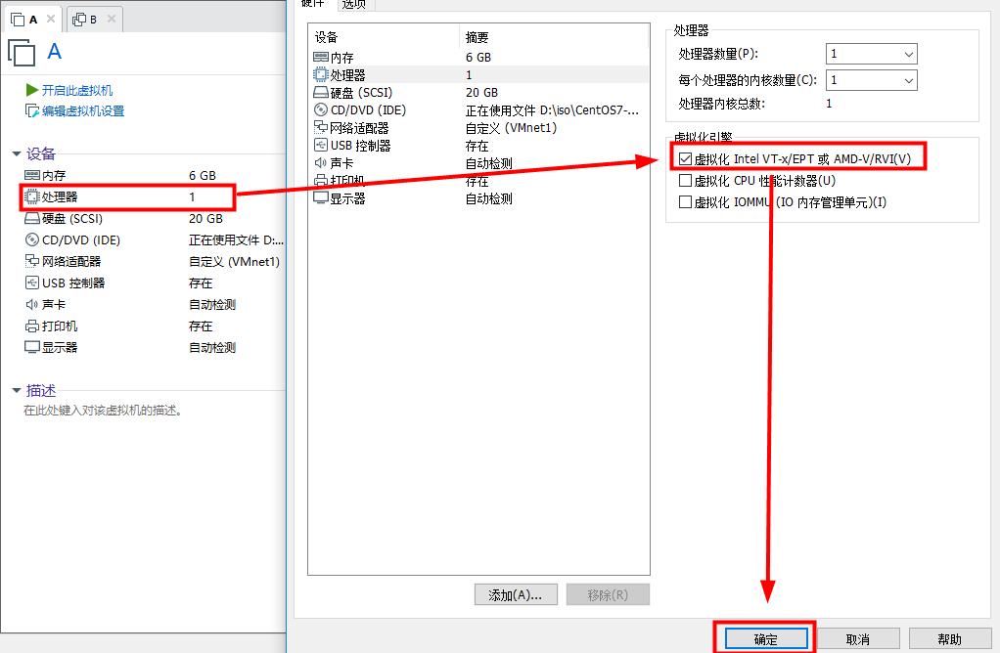 A
B
A
开启此虚拟机
编辑虚拟机设置
设备
内存 6 GB
处理器 1
硬盘 (SCSI) 20 GB
CD/DVD (IDE) 正在使用文件 D:...
网络适配器 自定义 (VMnet1)
USB 控制器 存在
声卡 自动检测
打印机 存在
显示器 自动检测
描述
在此处键入对该虚拟机的描述。
硬件 选项
设备 摘要
内存 6 GB
处理器 1
硬盘 (SCSI) 20 GB
CD/DVD (IDE) 正在使用文件 D:\iso\CentOS7-...
网络适配器 自定义 (VMnet1)
USB 控制器 存在
声卡 自动检测
打印机 存在
显示器 自动检测
添加(A)... 移除(R)
处理器
处理器数量(P): 1
每个处理器的内核数量(C): 1
处理器内核总数: 1
虚拟化引擎
虚拟化 Intel VT-x/EPT 或 AMD-V/RVI(V)
虚拟化 CPU 性能计数器(U)
虚拟化 IOMMU (IO 内存管理单元)(I)
确定 取消 帮助